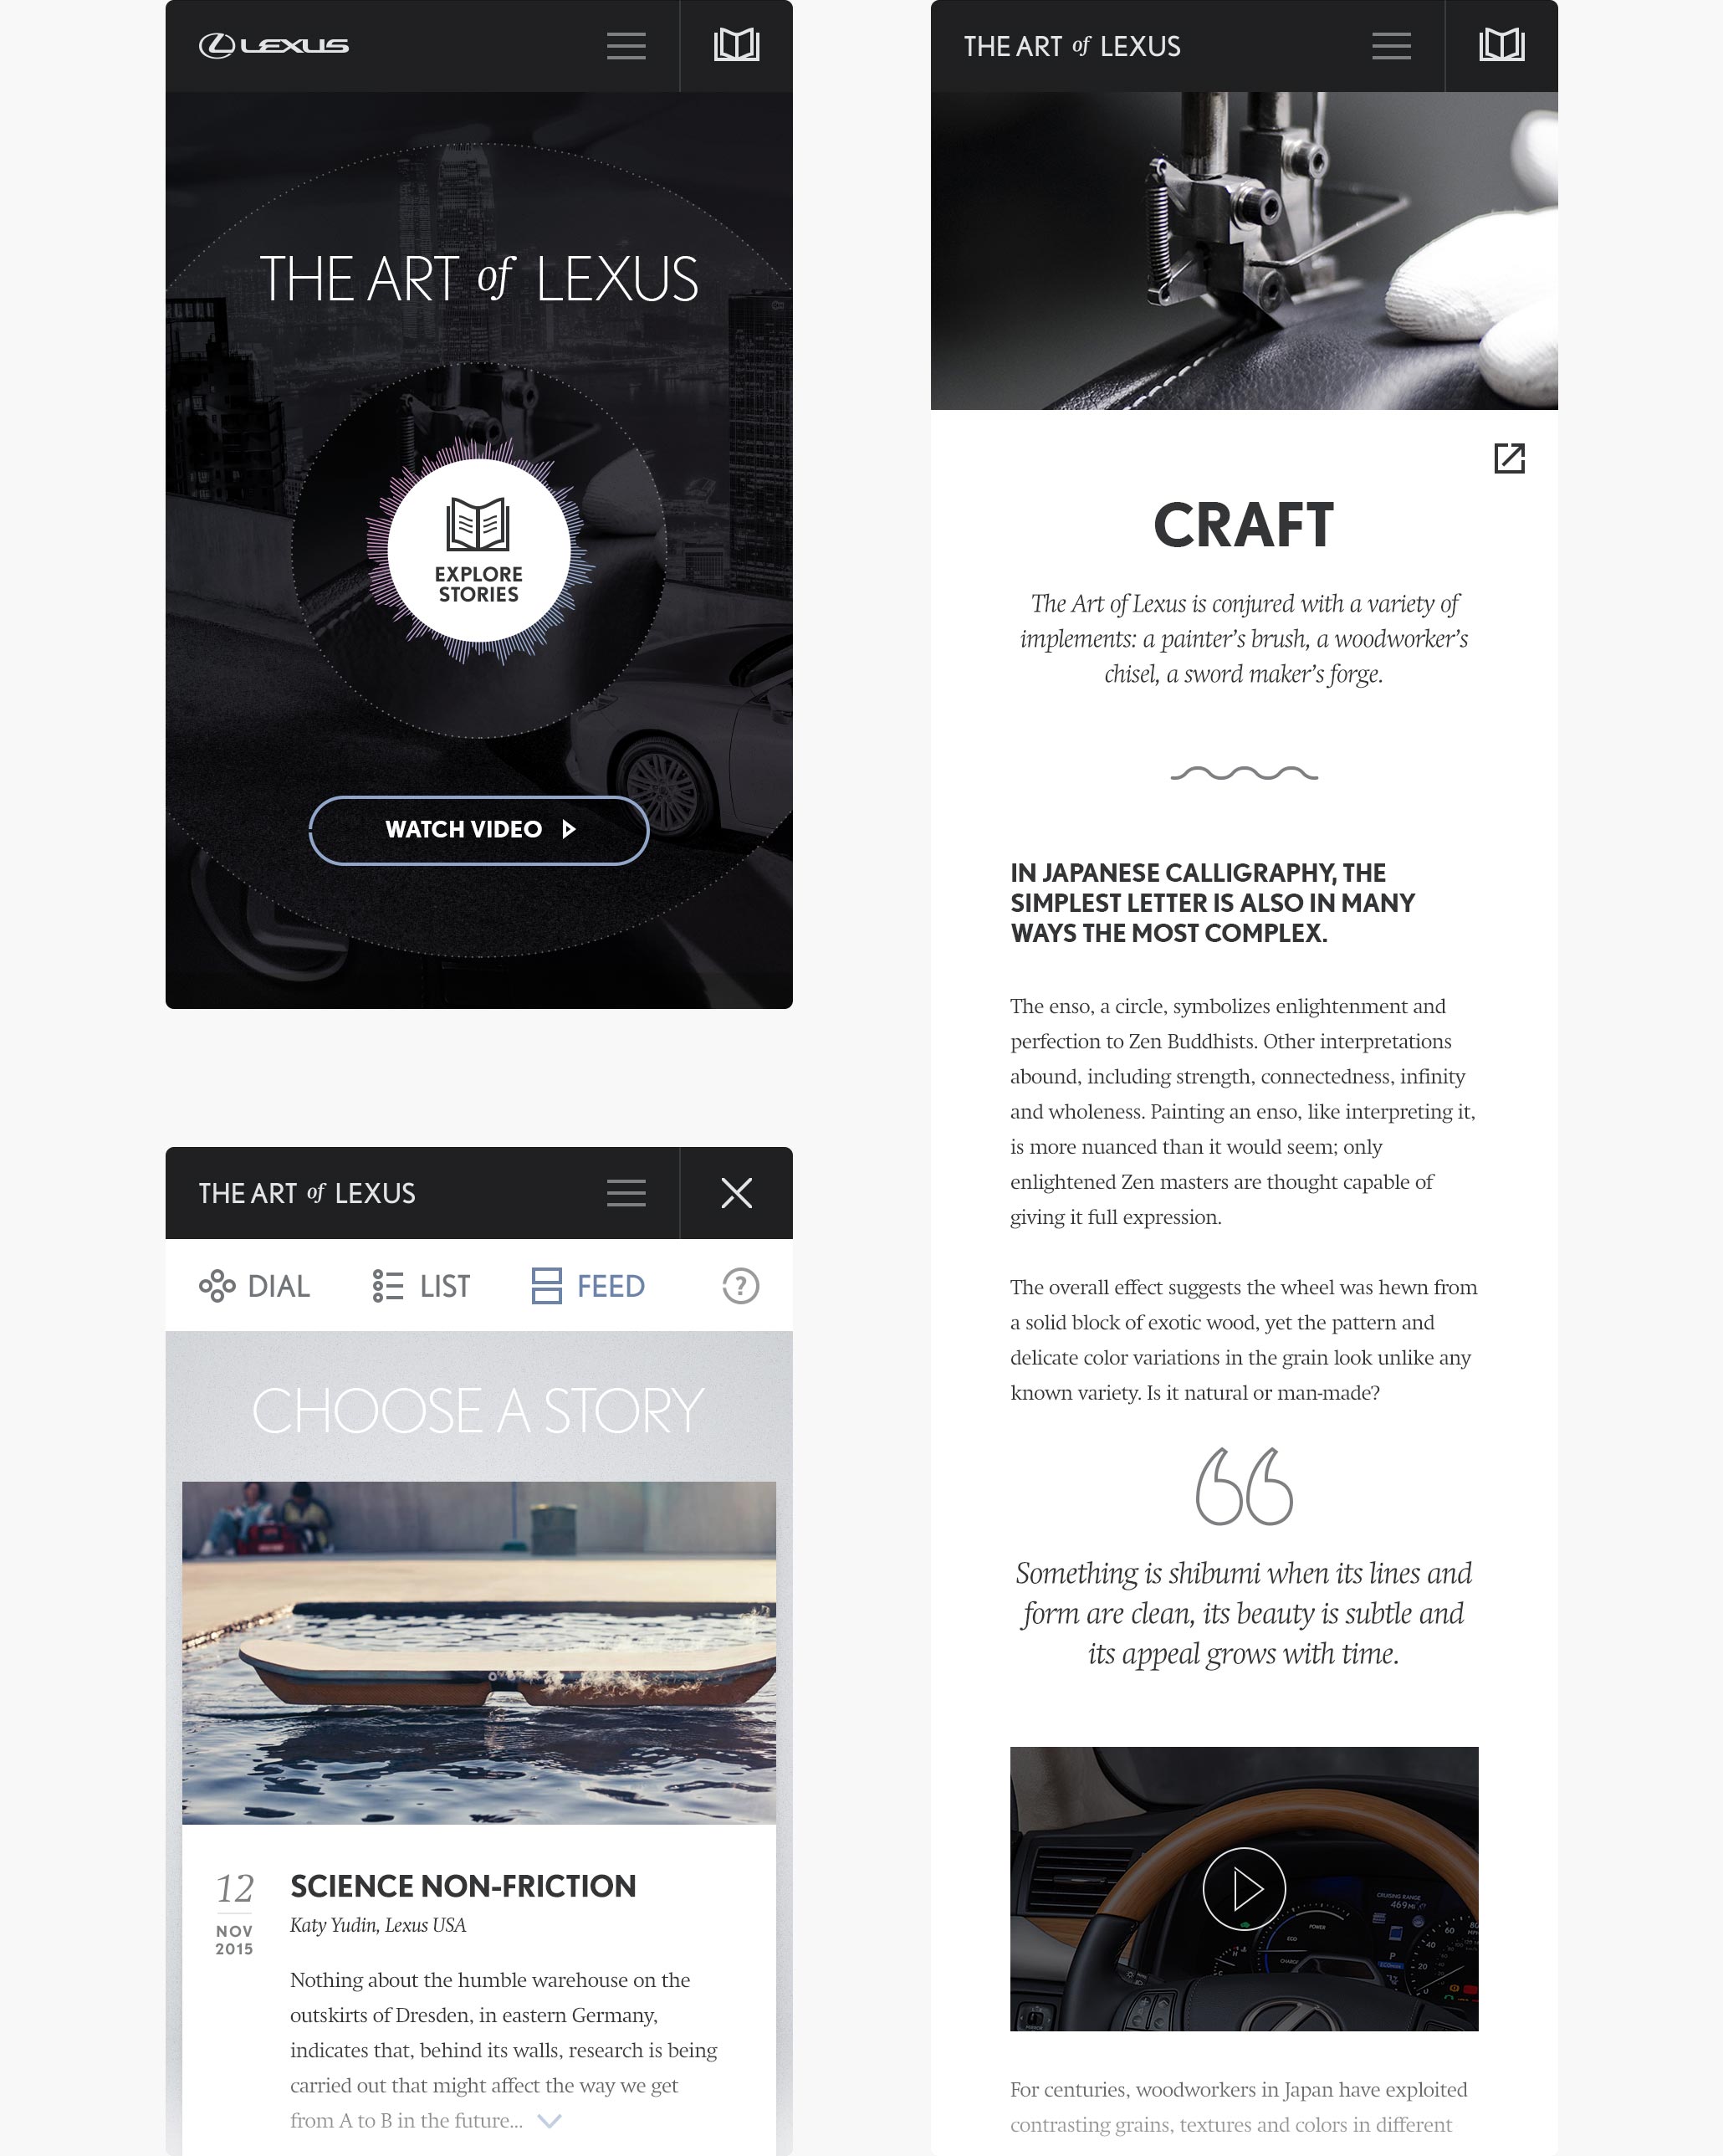 LEXUS
THE ART of LEXUS
EXPLORE
STORIES
WATCH VIDEO
THE ART of LEXUS
DIAL
LIST
FEED
?
CHOOSE A STORY
12
NOV
2015
SCIENCE NON-FRICTION
Katy Yudin, Lexus USA
Nothing about the humble warehouse on the
outskirts of Dresden, in eastern Germany,
indicates that, behind its walls, research is being
carried out that might affect the way we get
from A to B in the future...
THE ART of LEXUS
CRAFT
The Art of Lexus is conjured with a variety of
implements: a painter’s brush, a woodworker’s
chisel, a sword maker’s forge.
IN JAPANESE CALLIGRAPHY, THE
SIMPLEST LETTER IS ALSO IN MANY
WAYS THE MOST COMPLEX.
The enso, a circle, symbolizes enlightenment and
perfection to Zen Buddhists. Other interpretations
abound, including strength, connectedness, infinity
and wholeness. Painting an enso, like interpreting it,
is more nuanced than it would seem; only
enlightened Zen masters are thought capable of
giving it full expression.
The overall effect suggests the wheel was hewn from
a solid block of exotic wood, yet the pattern and
delicate color variations in the grain look unlike any
known variety. Is it natural or man-made?
“
Something is shibumi when its lines and
form are clean, its beauty is subtle and
its appeal grows with time.
CRUISING RANGE
469
POWER
ECO
CHARGE
P
40
20
60
80
For centuries, woodworkers in Japan have exploited
contrasting grains, textures and colors in different